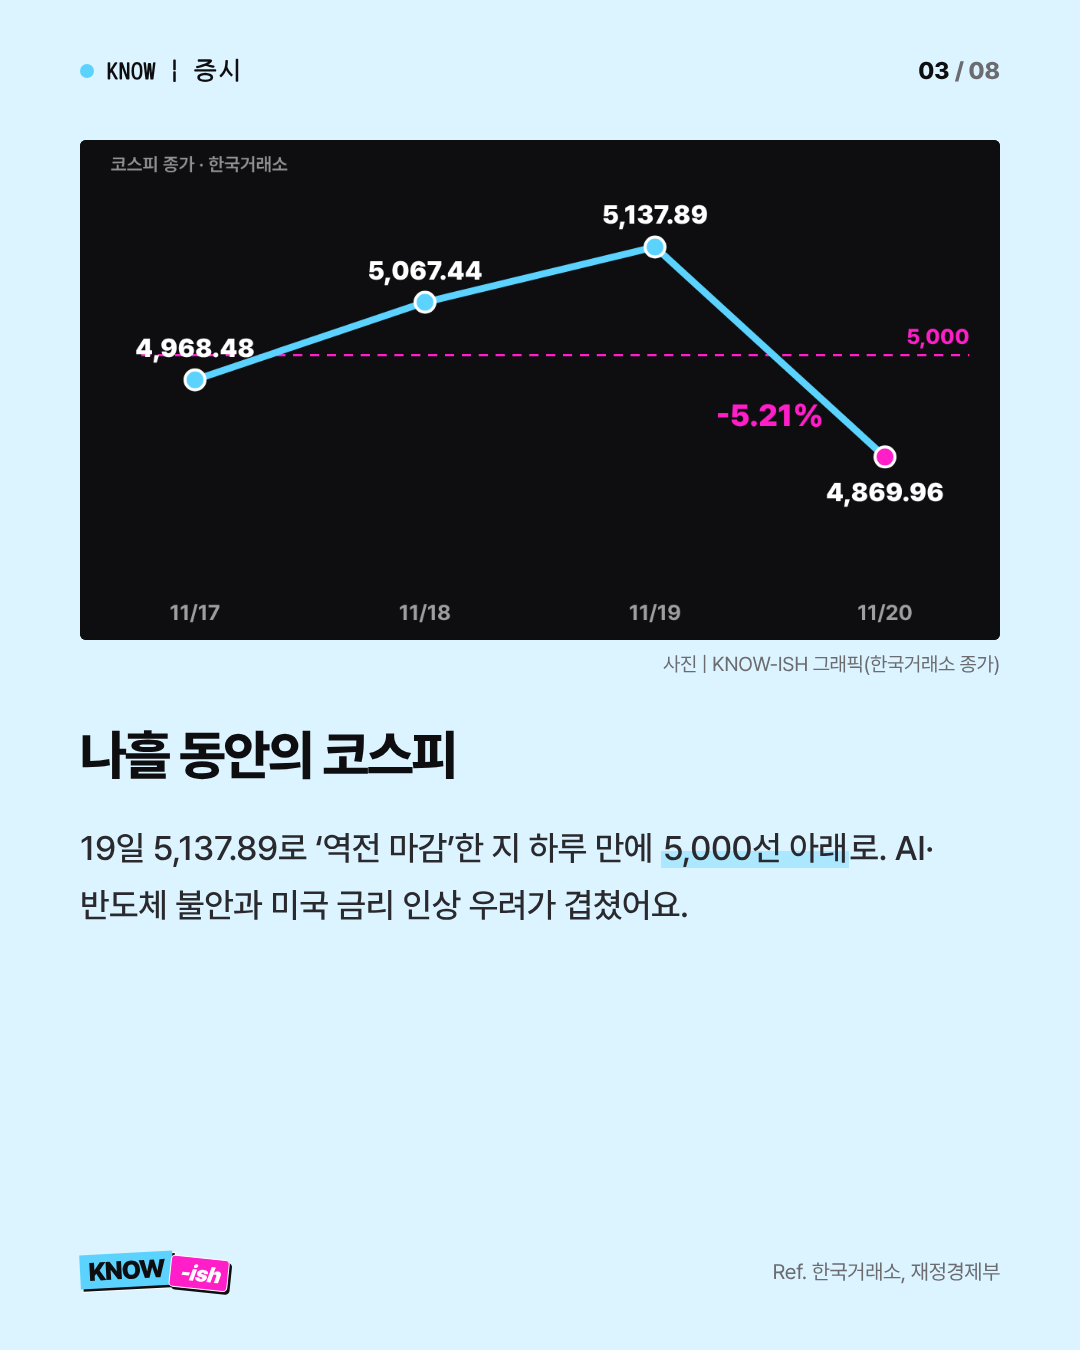 KNOW | 증시
03 / 08
코스피 종가 · 한국거래소
5,137.89
5,067.44
4,968.48
5,000
-5.21%
4,869.96
11/17 11/18 11/19 11/20
사진 | KNOW-ISH 그래픽(한국거래소 종가)
나흘 동안의 코스피
19일 5,137.89로 ‘역전 마감’한 지 하루 만에 5,000선 아래로. AI·
반도체 불안과 미국 금리 인상 우려가 겹쳤어요.
KNOW -ish
Ref. 한국거래소, 재정경제부